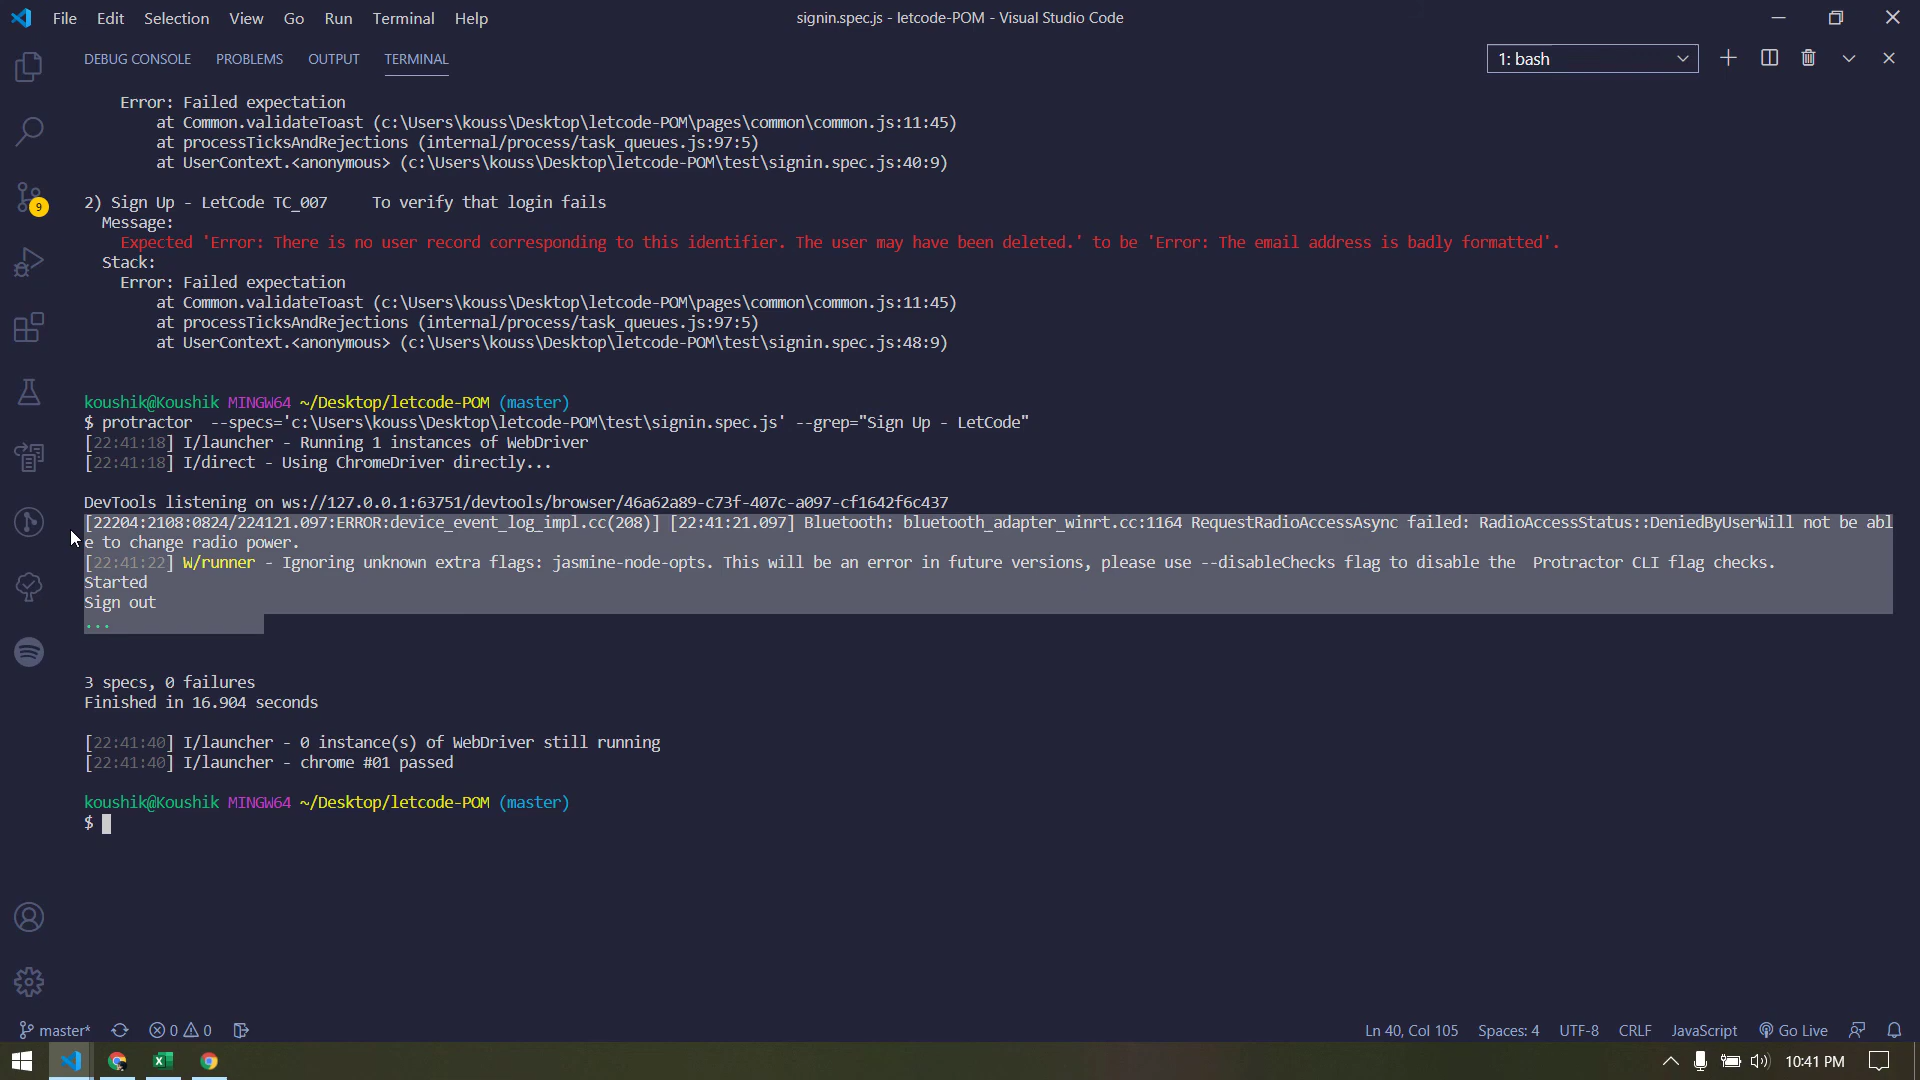 File Edit Selection View Go Run Terminal Help
signin.spec.js - letcode-POM - Visual Studio Code
DEBUG CONSOLE PROBLEMS OUTPUT TERMINAL
1: bash
Error: Failed expectation
at Common.validateToast (c:\Users\kouss\Desktop\letcode-POM\pages\common\common.js:11:45)
at processTicksAndRejections (internal/process/task_queues.js:97:5)
at UserContext.<anonymous> (c:\Users\kouss\Desktop\letcode-POM\test\signin.spec.js:40:9)
2) Sign Up - LetCode TC_007 To verify that login fails
Message:
Expected 'Error: There is no user record corresponding to this identifier. The user may have been deleted.' to be 'Error: The email address is badly formatted'.
Stack:
Error: Failed expectation
at Common.validateToast (c:\Users\kouss\Desktop\letcode-POM\pages\common\common.js:11:45)
at processTicksAndRejections (internal/process/task_queues.js:97:5)
at UserContext.<anonymous> (c:\Users\kouss\Desktop\letcode-POM\test\signin.spec.js:48:9)
koushik@Koushik MINGW64 ~/Desktop/letcode-POM (master)
$ protractor --specs='c:\Users\kouss\Desktop\letcode-POM\test\signin.spec.js' --grep="Sign Up - LetCode"
[22:41:18] I/launcher - Running 1 instances of WebDriver
[22:41:18] I/direct - Using ChromeDriver directly...
DevTools listening on ws://127.0.0.1:63751/devtools/browser/46a62a89-c73f-407c-a097-cf1642f6c437
[22204:2108:0824/224121.097:ERROR:device_event_log_impl.cc(208)] [22:41:21.097] Bluetooth: bluetooth_adapter_winrt.cc:1164 RequestRadioAccessAsync failed: RadioAccessStatus::DeniedByUserWill not be abl
e to change radio power.
[22:41:22] W/runner - Ignoring unknown extra flags: jasmine-node-opts. This will be an error in future versions, please use --disableChecks flag to disable the Protractor CLI flag checks.
Started
Sign out
...
3 specs, 0 failures
Finished in 16.904 seconds
[22:41:40] I/launcher - 0 instance(s) of WebDriver still running
[22:41:40] I/launcher - chrome #01 passed
koushik@Koushik MINGW64 ~/Desktop/letcode-POM (master)
$
9
master* 0 0
Ln 40, Col 105 Spaces: 4 UTF-8 CRLF JavaScript Go Live
10:41 PM